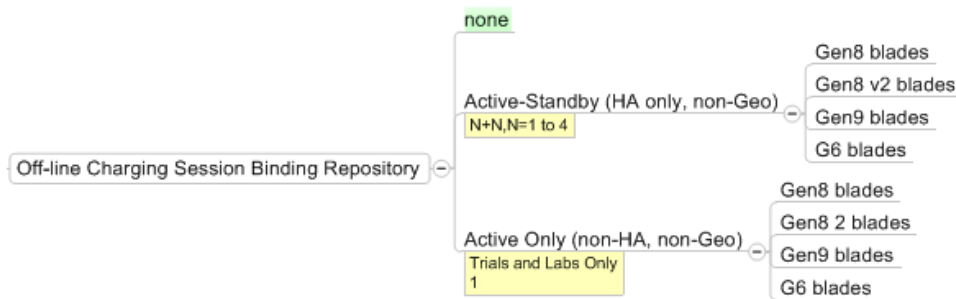 none
Gen8 blades
Gen8 v2 blades
Active-Standby (HA only, non-Geo)
N+N,N=1 to 4
Gen9 blades
G6 blades
Off-line Charging Session Binding Repository
Gen8 blades
Gen8 2 blades
Active Only (non-HA, non-Geo)
Trials and Labs Only
1
Gen9 blades
G6 blades